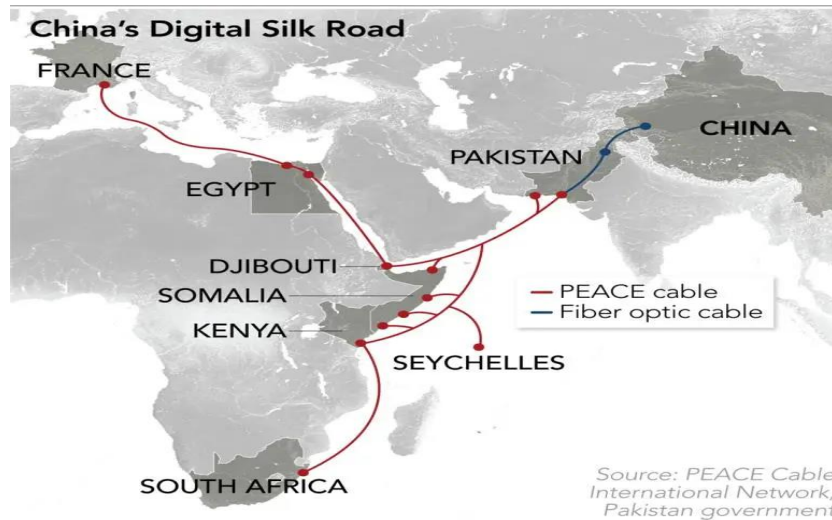 China's Digital Silk Road
FRANCE
CHINA
PAKISTAN
EGYPT
DJIBOUTI
SOMALIA
PEACE cable
Fiber optic cable
KENYA
SEYCHELLES
SOUTH AFRICA
Source: PEACE Cable
International Network,
Pakistan government